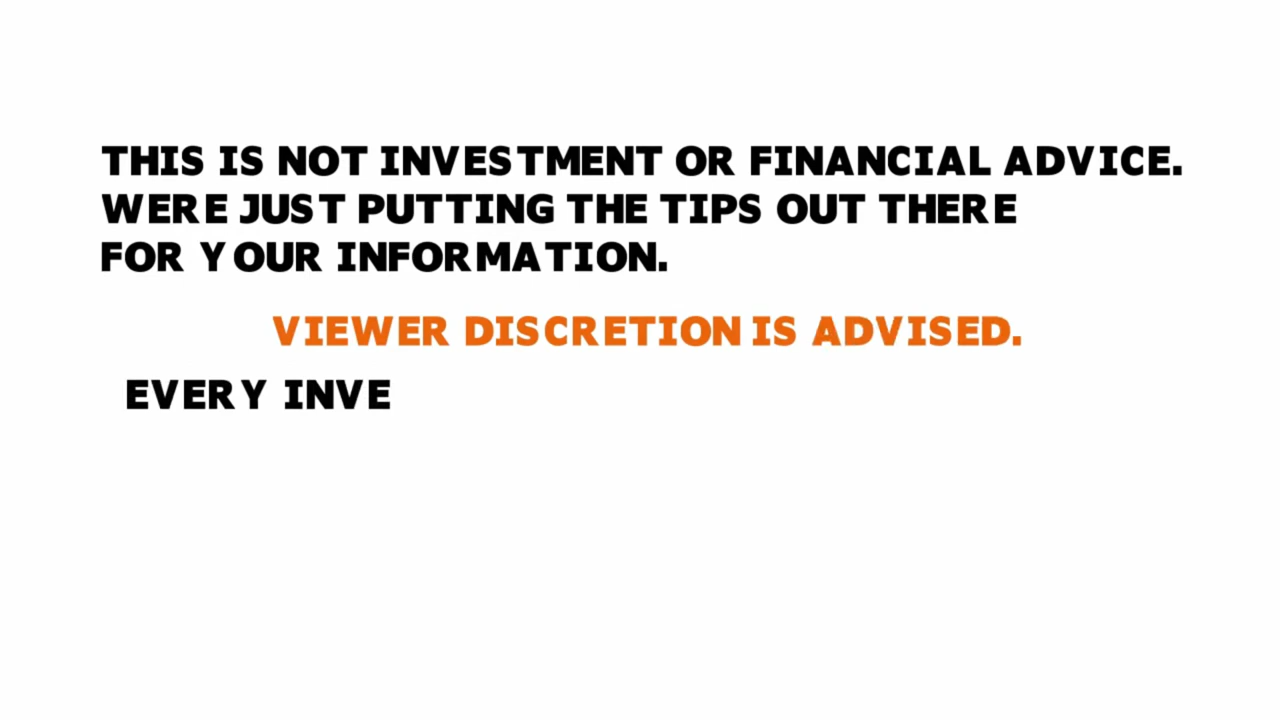 THIS IS NOT INVESTMENT OR FINANCIAL ADVICE.
WERE JUST PUTTING THE TIPS OUT THERE
FOR YOUR INFORMATION.
VIEWER DISCRETION IS ADVISED.
EVERY INVE